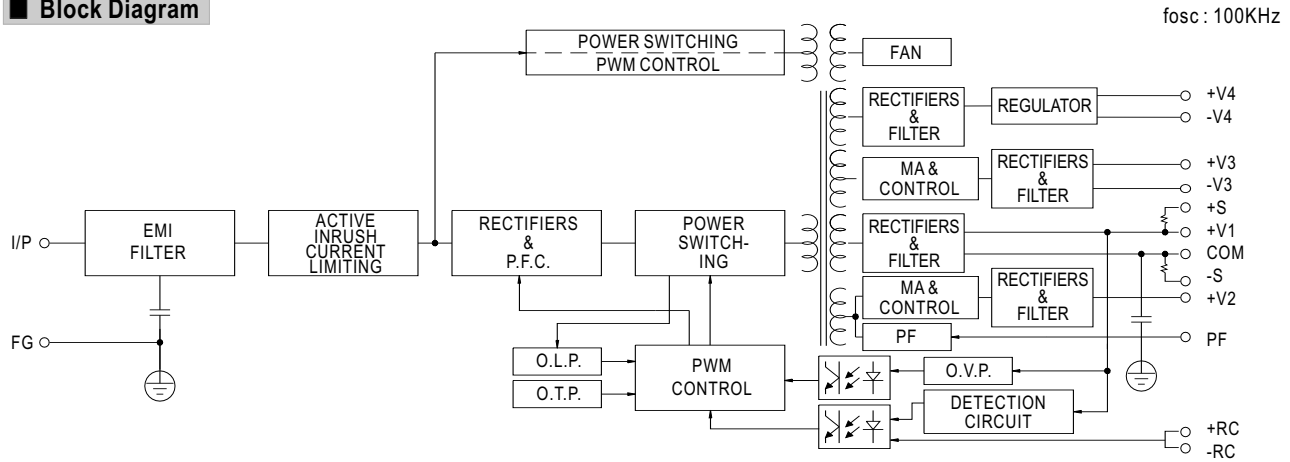 ■ Block Diagram
fosc : 100KHz
POWER SWITCHING
PWM CONTROL
FAN
RECTIFIERS
&
FILTER
REGULATOR
+V4
-V4
MA &
CONTROL
RECTIFIERS
&
FILTER
+V3
-V3
I/P
EMI
FILTER
ACTIVE
INRUSH
CURRENT
LIMITING
RECTIFIERS
&
P.F.C.
POWER
SWITCH-
ING
RECTIFIERS
&
FILTER
+S
+V1
COM
-S
MA &
CONTROL
RECTIFIERS
&
FILTER
+V2
FG
PF
PF
O.L.P.
O.T.P.
PWM
CONTROL
O.V.P.
DETECTION
CIRCUIT
+RC
-RC